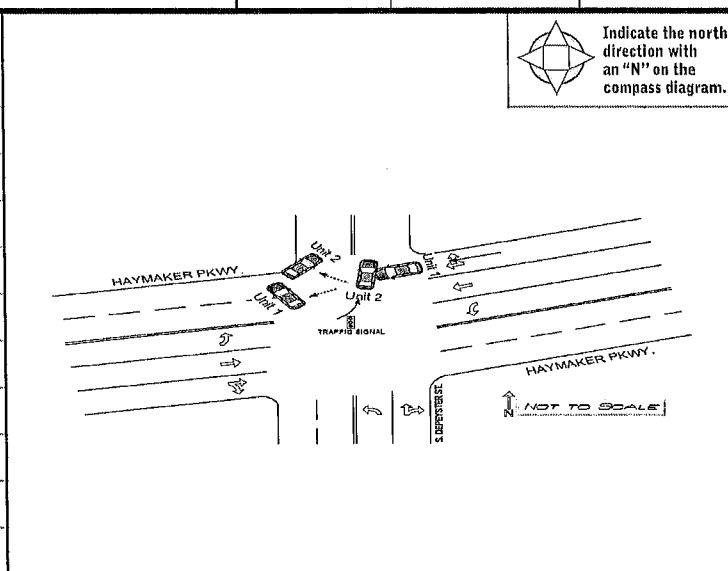 Indicate the north
direction with
an "N" on the
compass diagram.
HAYMAKER PKWY.
Unit 2
Unit 1
Unit 2
Unit 1
TRAFFIC SIGNAL
HAYMAKER PKWY.
S. DEPEYSTER ST.
N
NOT TO SCALE